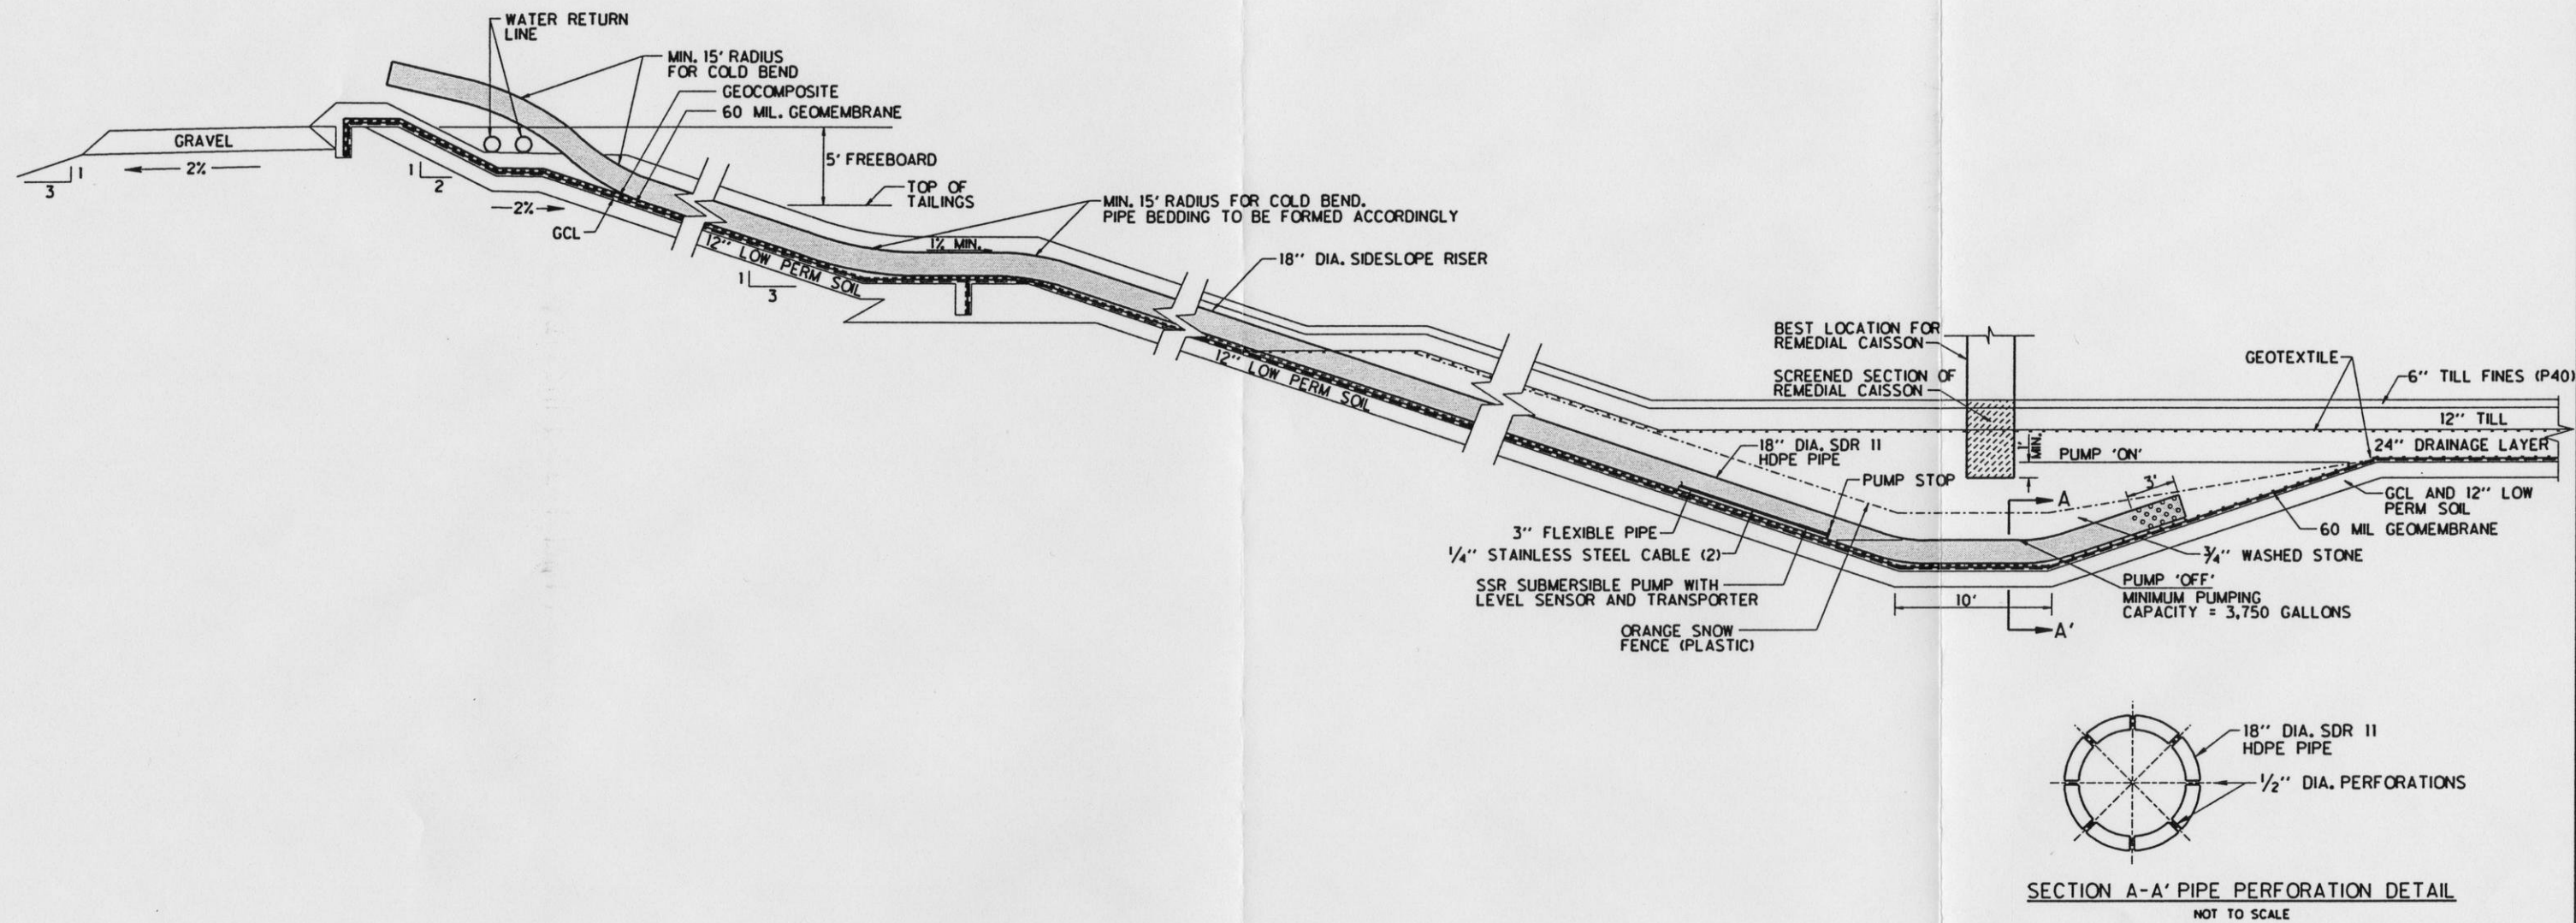 WATER RETURN
LINE
MIN. 15' RADIUS
FOR COLD BEND
GEOCOMPOSITE
60 MIL. GEOMEMBRANE
GRAVEL
2%
3
1
1
2
2%
GCL
5' FREEBOARD
TOP OF
TAILINGS
MIN. 15' RADIUS FOR COLD BEND.
PIPE BEDDING TO BE FORMED ACCORDINGLY
1% MIN.
12" LOW PERM SOIL
1
3
18" DIA. SIDESLOPE RISER
12" LOW PERM SOIL
BEST LOCATION FOR
REMEDIAL CAISSON
SCREENED SECTION OF
REMEDIAL CAISSON
GEOTEXTILE
6" TILL FINES (P40)
12" TILL
24" DRAINAGE LAYER
1'
MIN.
PUMP 'ON'
18" DIA. SDR 11
HDPE PIPE
PUMP STOP
3'
A
GCL AND 12" LOW
PERM SOIL
60 MIL GEOMEMBRANE
3/4" WASHED STONE
3" FLEXIBLE PIPE
1/4" STAINLESS STEEL CABLE (2)
SSR SUBMERSIBLE PUMP WITH
LEVEL SENSOR AND TRANSPORTER
PUMP 'OFF'
MINIMUM PUMPING
CAPACITY = 3,750 GALLONS
10'
A'
ORANGE SNOW
FENCE (PLASTIC)
18" DIA. SDR 11
HDPE PIPE
1/2" DIA. PERFORATIONS
SECTION A-A' PIPE PERFORATION DETAIL
NOT TO SCALE